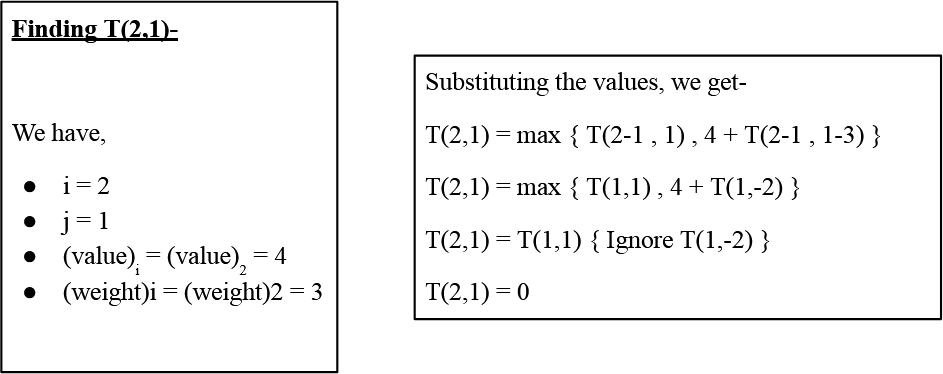 Finding T(2,1)-
We have,
● i = 2
● j = 1
● (value)ᵢ = (value)₂ = 4
● (weight)i = (weight)2 = 3
Substituting the values, we get-
T(2,1) = max { T(2-1 , 1) , 4 + T(2-1 , 1-3) }
T(2,1) = max { T(1,1) , 4 + T(1,-2) }
T(2,1) = T(1,1) { Ignore T(1,-2) }
T(2,1) = 0